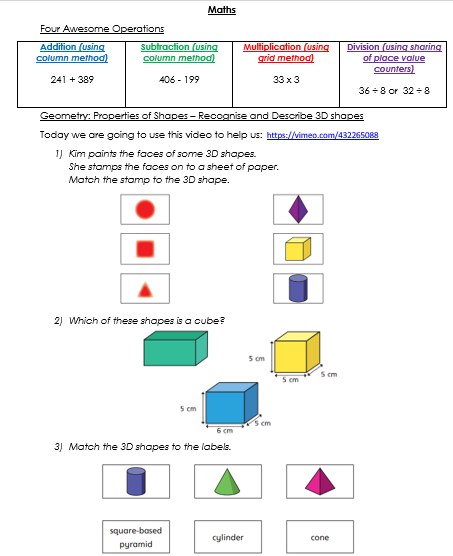 Maths
Four Awesome Operations
Addition (using column method)
241 + 389
Subtraction (using column method)
406 - 199
Multiplication (using grid method)
33 x 3
Division (using sharing of place value counters)
36 ÷ 8 or 32 ÷ 8
Geometry: Properties of Shapes – Recognise and Describe 3D shapes
Today we are going to use this video to help us: https://vimeo.com/432265088
1) Kim paints the faces of some 3D shapes.
She stamps the faces on to a sheet of paper.
Match the stamp to the 3D shape.
2) Which of these shapes is a cube?
5 cm
5 cm
5 cm
5 cm
6 cm
5 cm
3) Match the 3D shapes to the labels.
square-based
pyramid
cylinder
cone